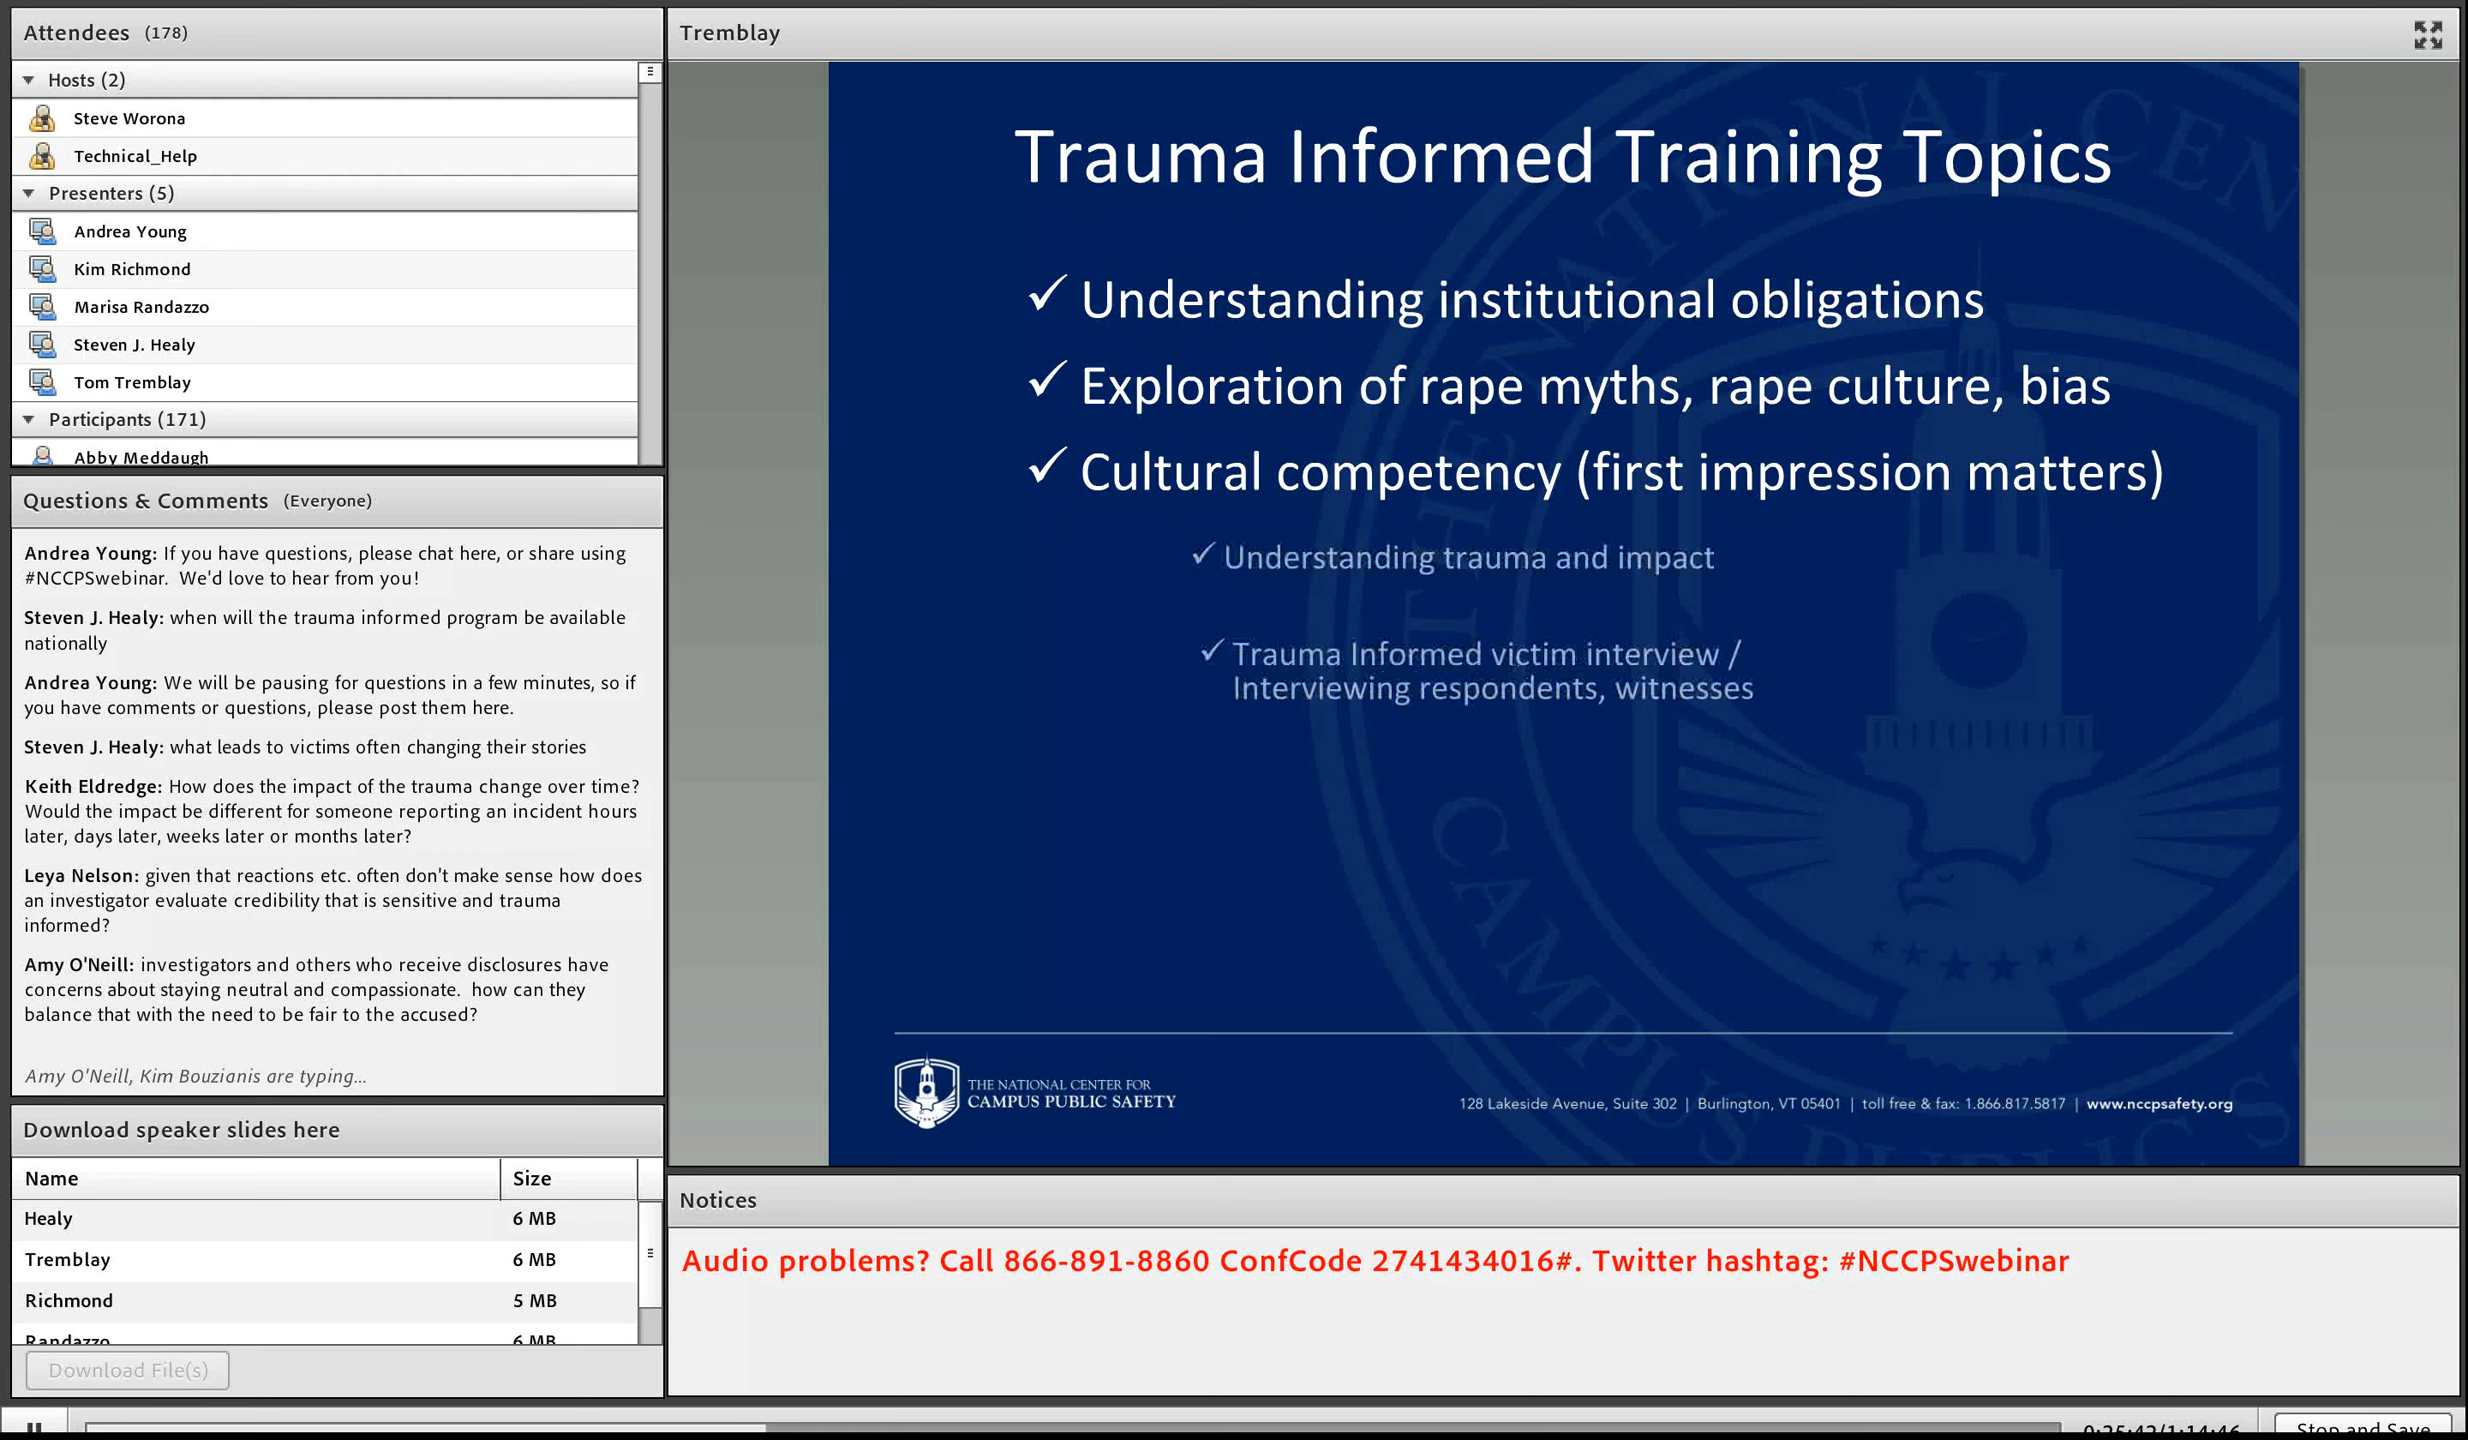 Attendees (178)
Hosts (2)
Steve Worona
Technical_Help
Presenters (5)
Andrea Young
Kim Richmond
Marisa Randazzo
Steven J. Healy
Tom Tremblay
Participants (171)
Abby Meddaugh
Questions & Comments (Everyone)
Andrea Young: If you have questions, please chat here, or share using
#NCCPSwebinar. We'd love to hear from you!
Steven J. Healy: when will the trauma informed program be available
nationally
Andrea Young: We will be pausing for questions in a few minutes, so if
you have comments or questions, please post them here.
Steven J. Healy: what leads to victims often changing their stories
Keith Eldredge: How does the impact of the trauma change over time?
Would the impact be different for someone reporting an incident hours
later, days later, weeks later or months later?
Leya Nelson: given that reactions etc. often don't make sense how does
an investigator evaluate credibility that is sensitive and trauma
informed?
Amy O'Neill: investigators and others who receive disclosures have
concerns about staying neutral and compassionate. how can they
balance that with the need to be fair to the accused?
Amy O'Neill, Kim Bouzianis are typing...
Download speaker slides here
Name Size
Healy 6 MB
Tremblay 6 MB
Richmond 5 MB
Randazzo 6 MB
Download File(s)
Tremblay
Trauma Informed Training Topics
✓ Understanding institutional obligations
✓ Exploration of rape myths, rape culture, bias
✓ Cultural competency (first impression matters)
✓ Understanding trauma and impact
✓ Trauma Informed victim interview /
Interviewing respondents, witnesses
THE NATIONAL CENTER FOR
CAMPUS PUBLIC SAFETY
128 Lakeside Avenue, Suite 302 | Burlington, VT 05401 | toll free & fax: 1.866.817.5817 | www.nccpsafety.org
Notices
Audio problems? Call 866-891-8860 ConfCode 2741434016#. Twitter hashtag: #NCCPSwebinar
0:25:42/1:14:46
Stop and Save